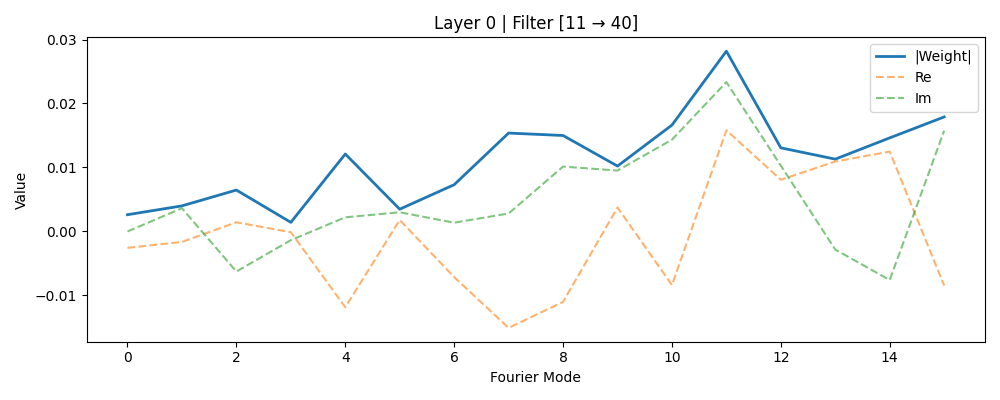 Layer 0 | Filter [11 → 40]
0.03
0.02
0.01
0.00
−0.01
Value
|Weight|
Re
Im
0 2 4 6 8 10 12 14
Fourier Mode